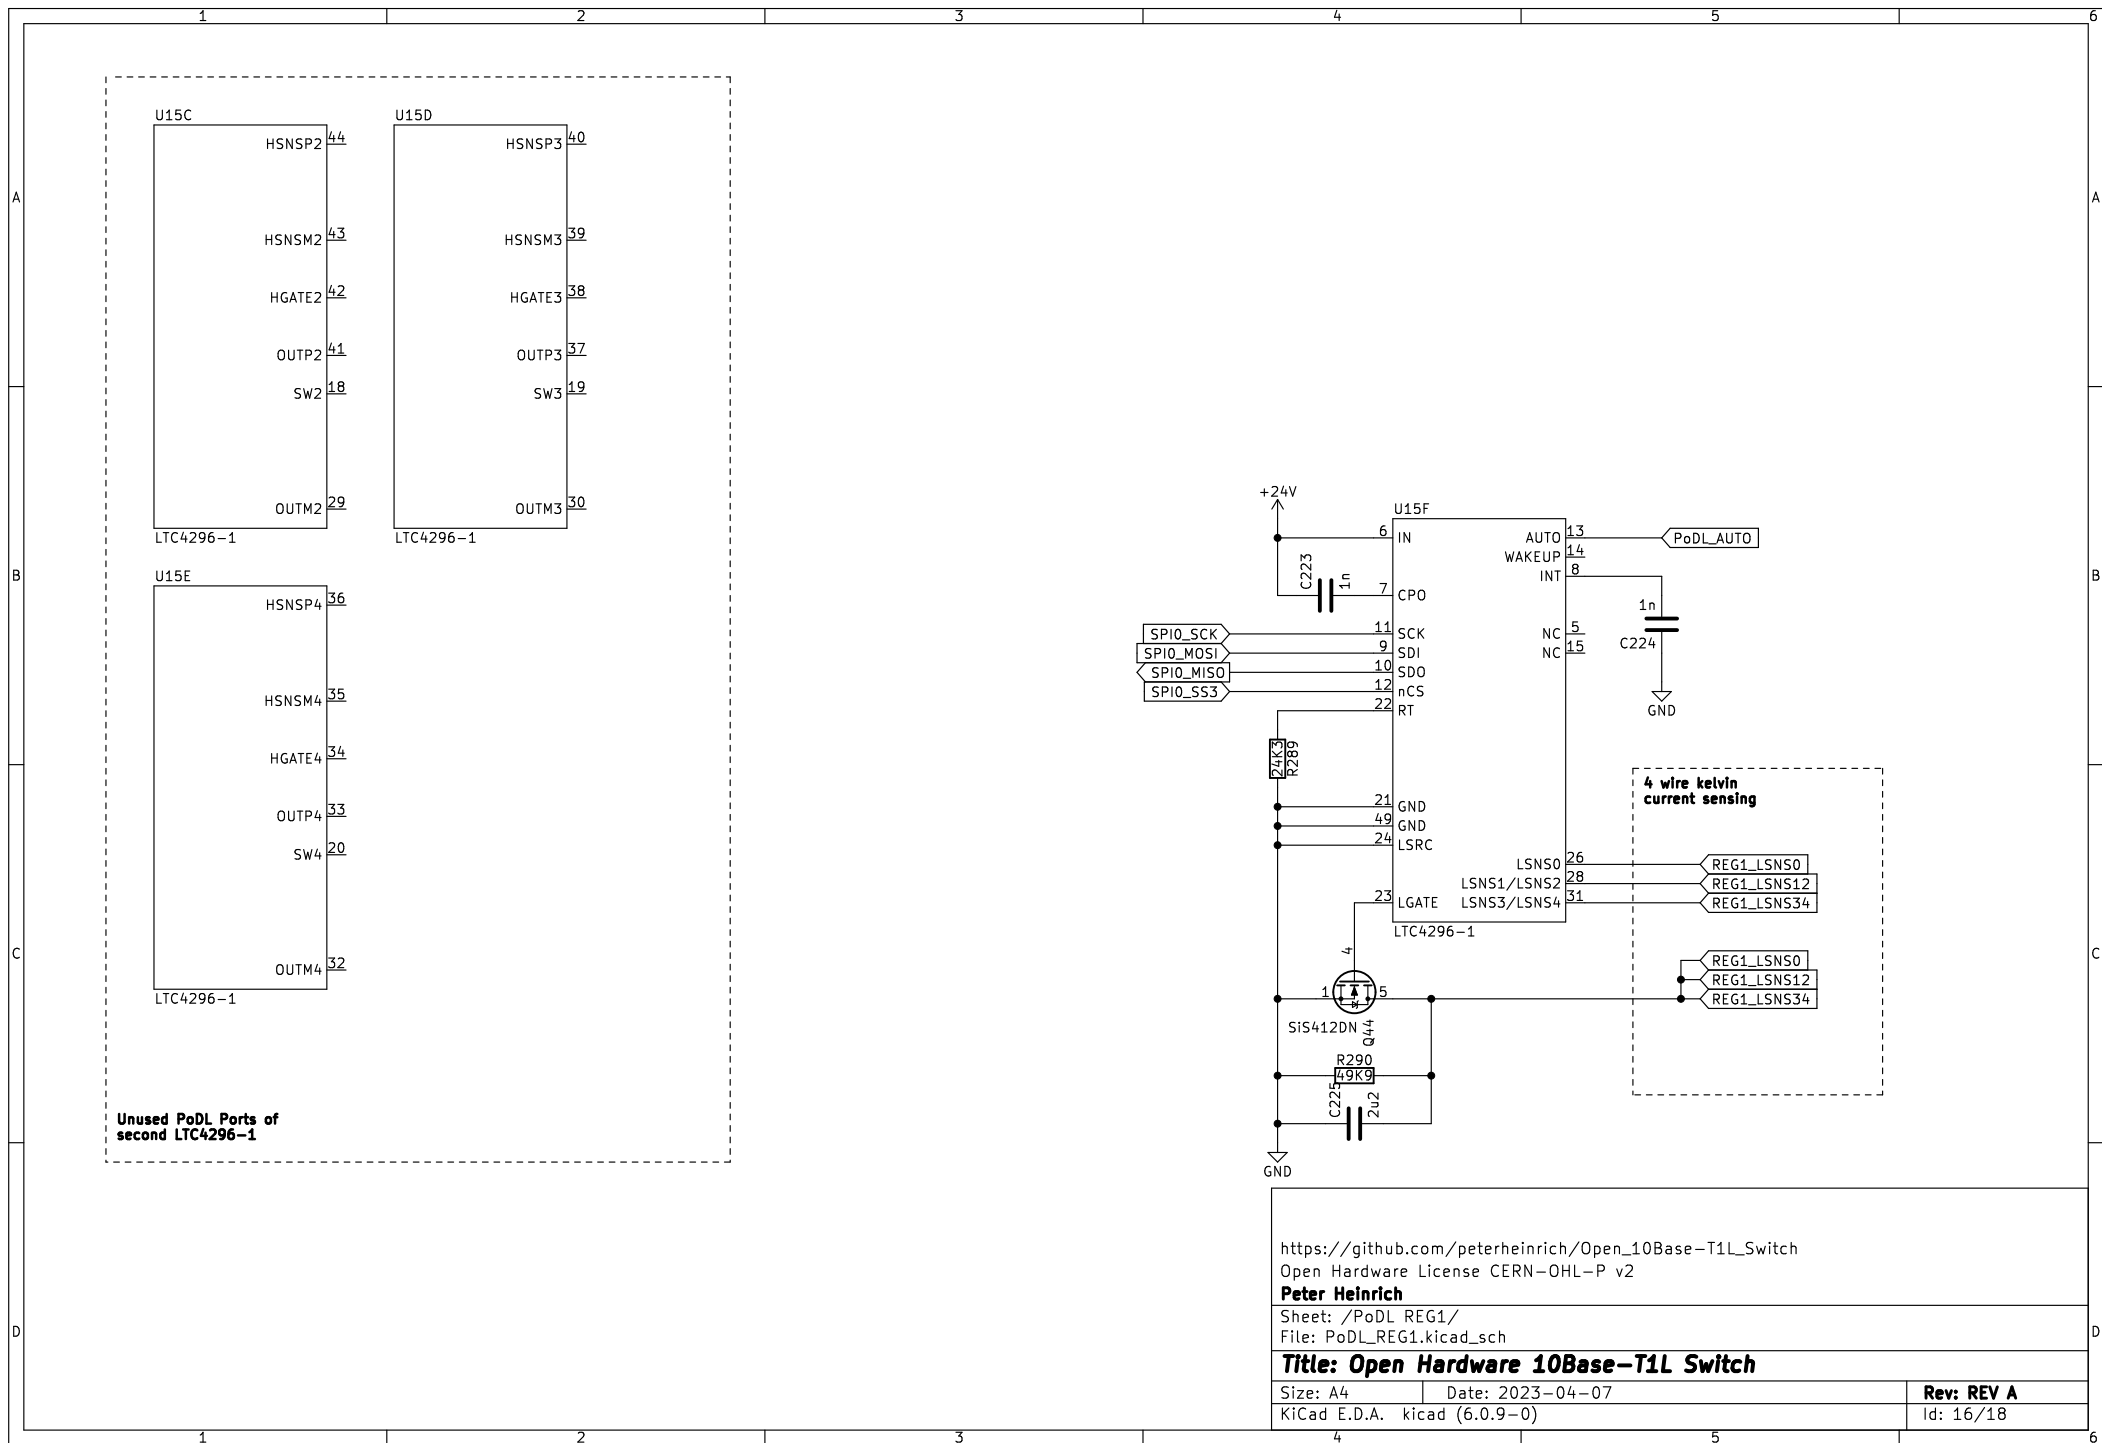 1 2 3 4 5 6
A
B
C
D
A
B
C
D
U15C
HSNSP2 44
HSNSM2 43
HGATE2 42
OUTP2 41
SW2 18
OUTM2 29
LTC4296-1
U15D
HSNSP3 40
HSNSM3 39
HGATE3 38
OUTP3 37
SW3 19
OUTM3 30
LTC4296-1
U15E
HSNSP4 36
HSNSM4 35
HGATE4 34
OUTP4 33
SW4 20
OUTM4 32
LTC4296-1
Unused PoDL Ports of
second LTC4296-1
+24V
C223
1n
SPI0_SCK
SPI0_MOSI
SPI0_MISO
SPI0_SS3
24K3
R289
U15F
6 IN
7 CPO
11 SCK
9 SDI
10 SDO
12 nCS
22 RT
21 GND
49 GND
24 LSRC
23 LGATE
AUTO 13
WAKEUP 14
INT 8
NC 5
NC 15
LSNS0 26
LSNS1/LSNS2 28
LSNS3/LSNS4 31
LTC4296-1
PoDL_AUTO
1n
C224
GND
4 wire kelvin
current sensing
REG1_LSNS0
REG1_LSNS12
REG1_LSNS34
REG1_LSNS0
REG1_LSNS12
REG1_LSNS34
4
1 5
SiS412DN
Q44
R290
49K9
C225
2u2
GND
https://github.com/peterheinrich/Open_10Base-T1L_Switch
Open Hardware License CERN-OHL-P v2
Peter Heinrich
Sheet: /PoDL REG1/
File: PoDL_REG1.kicad_sch
Title: Open Hardware 10Base-T1L Switch
Size: A4 Date: 2023-04-07 Rev: REV A
KiCad E.D.A. kicad (6.0.9-0) Id: 16/18
1 2 3 4 5 6